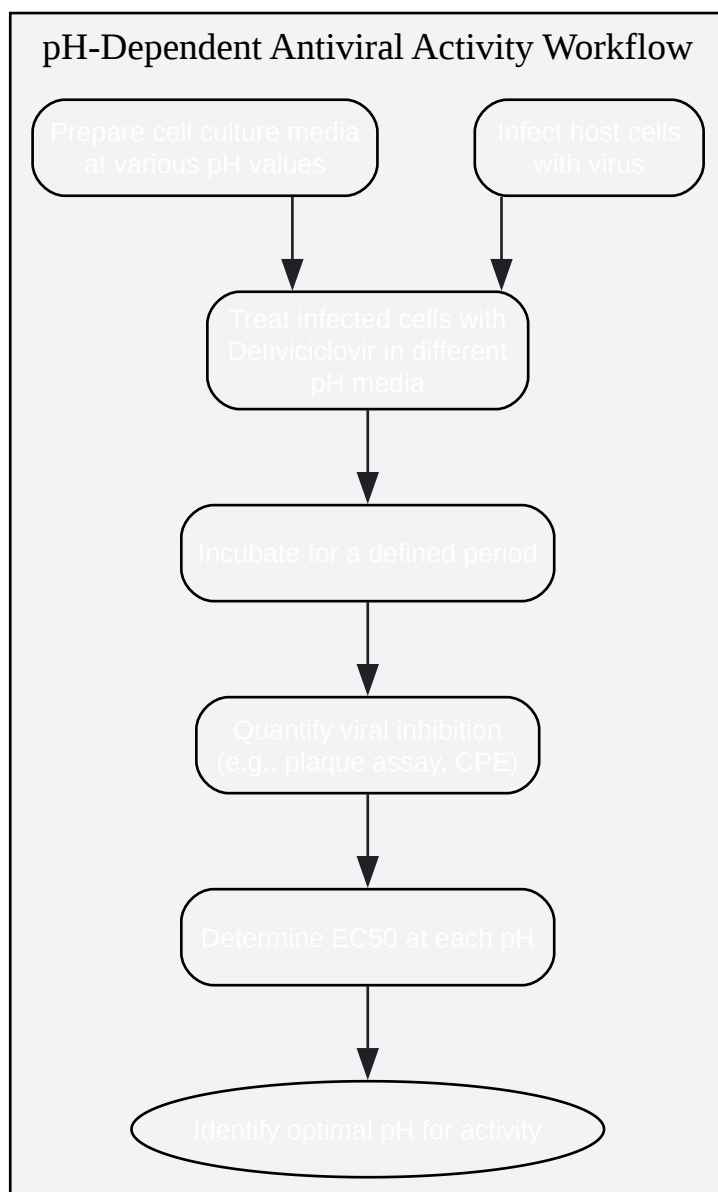 pH-Dependent Antiviral Activity Workflow
Prepare cell culture media
at various pH values
Infect host cells
with virus
Treat infected cells with
Detiviciclovir in different
pH media
Incubate for a defined period
Quantify viral inhibition
(e.g., plaque assay, CPE)
Determine EC50 at each pH
Identify optimal pH for activity